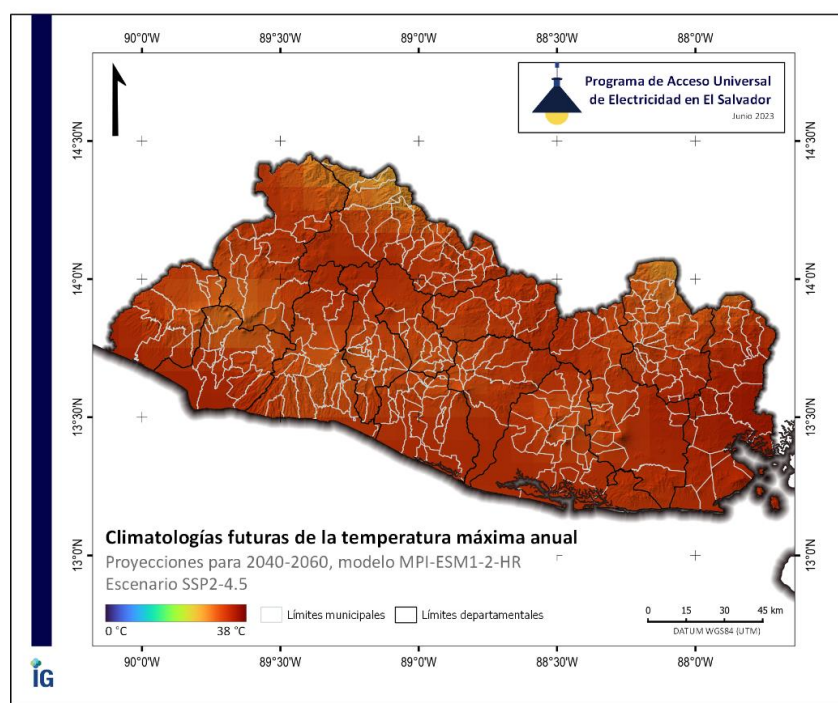 90°0'O 89°30'O 89°0'O 88°30'O 88°0'O
Programa de Acceso Universal
de Electricidad en El Salvador
Junio 2023
14°30'N 14°30'N
14°0'N 14°0'N
13°30'N 13°30'N
13°0'N 13°0'N
Climatologías futuras de la temperatura máxima anual
Proyecciones para 2040-2060, modelo MPI-ESM1-2-HR
Escenario SSP2-4.5
0 °C 38 °C
Límites municipales Límites departamentales
0 15 30 45 km
DATUM WGS84 (UTM)
90°0'O 89°30'O 89°0'O 88°30'O 88°0'O
iG